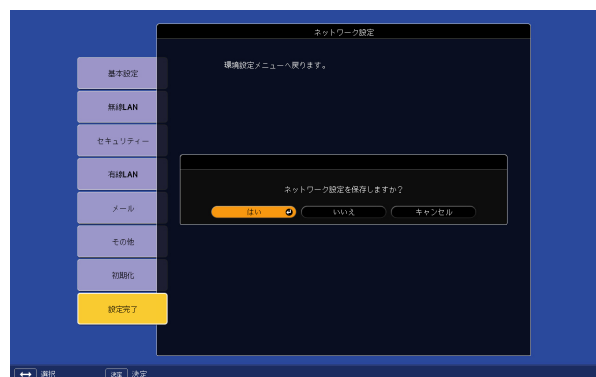 ネットワーク設定
環境設定メニューへ戻ります。
基本設定
無線LAN
セキュリティー
有線LAN
メール
その他
初期化
設定完了
ネットワーク設定を保存しますか？
はい
いいえ
キャンセル
選択
決定 決定